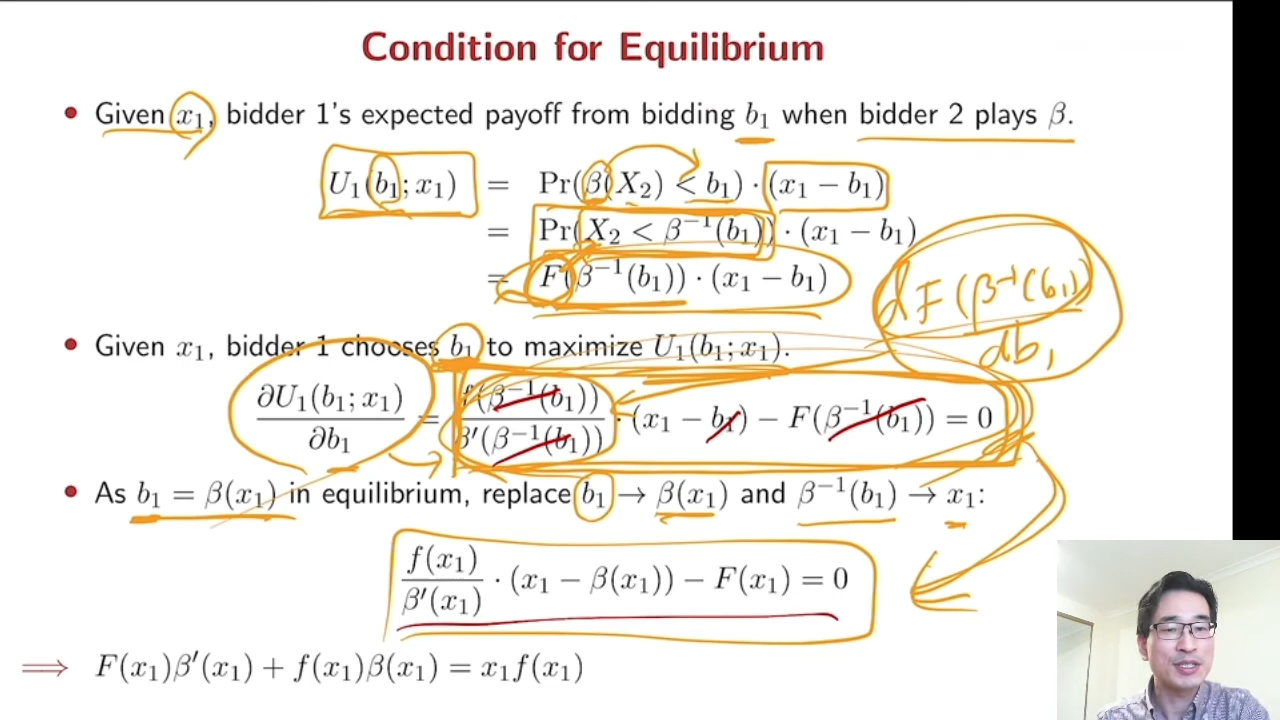 Condition for Equilibrium
• Given x₁, bidder 1's expected payoff from bidding b₁ when bidder 2 plays β.
U₁(b₁; x₁) = Pr(β(X₂) < b₁) · (x₁ − b₁)
= Pr(X₂ < β⁻¹(b₁)) · (x₁ − b₁)
= F(β⁻¹(b₁)) · (x₁ − b₁)
dF(β⁻¹(b₁))
db₁
• Given x₁, bidder 1 chooses b₁ to maximize U₁(b₁; x₁).
∂U₁(b₁; x₁) / ∂b₁ = f(β⁻¹(b₁)) / β′(β⁻¹(b₁)) · (x₁ − b₁) − F(β⁻¹(b₁)) = 0
• As b₁ = β(x₁) in equilibrium, replace b₁ → β(x₁) and β⁻¹(b₁) → x₁:
f(x₁) / β′(x₁) · (x₁ − β(x₁)) − F(x₁) = 0
⟹ F(x₁)β′(x₁) + f(x₁)β(x₁) = x₁f(x₁)